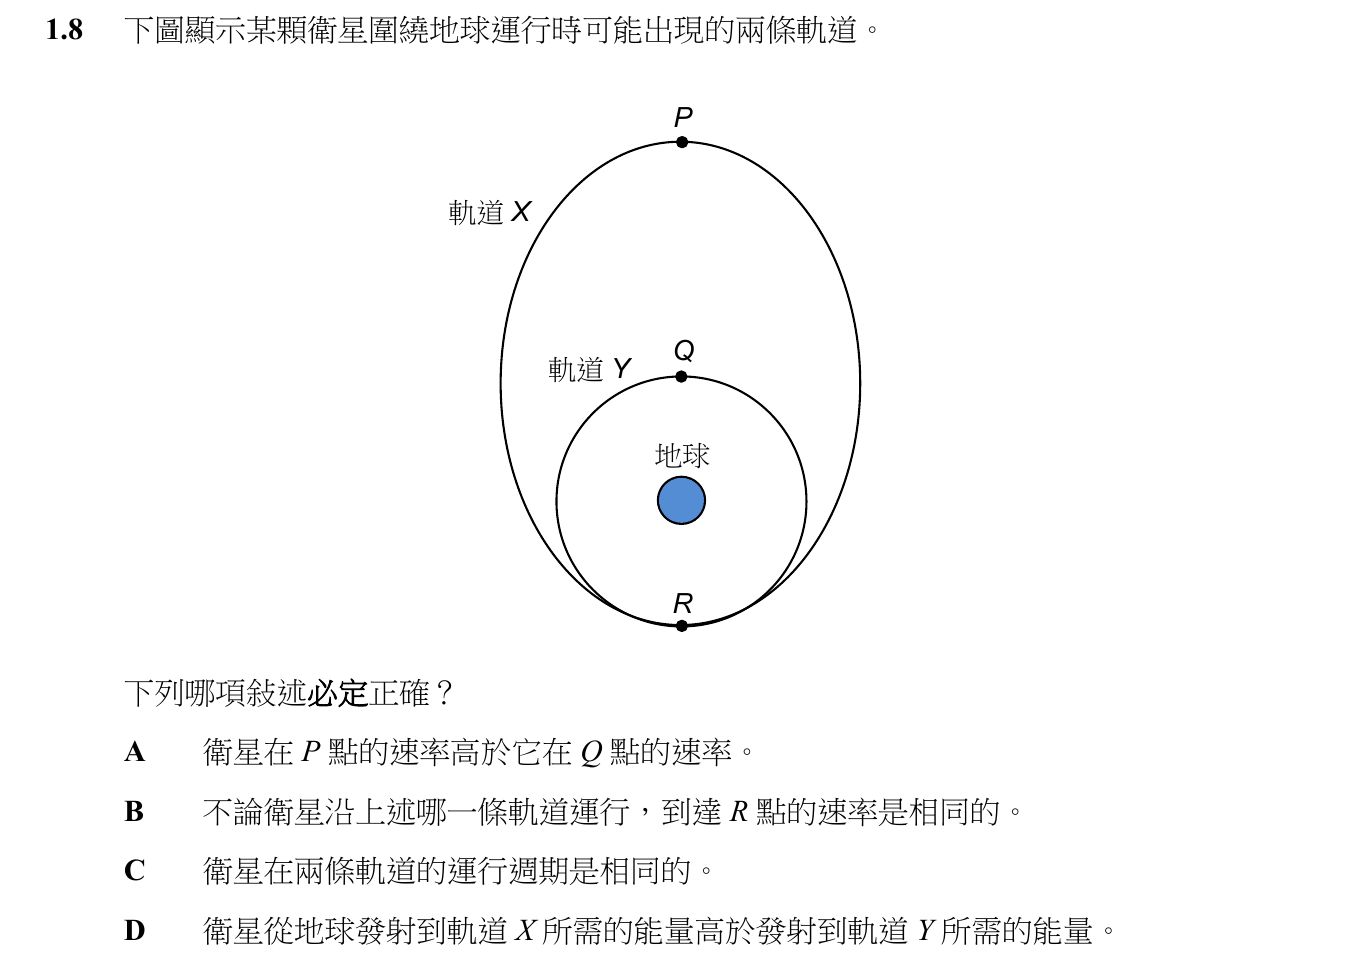 1.8 下圖顯示某顆衛星圍繞地球運行時可能出現的兩條軌道。
P
軌道 X
Q
軌道 Y
地球
R
下列哪項敍述必定正確？
A 衛星在 P 點的速率高於它在 Q 點的速率。
B 不論衛星沿上述哪一條軌道運行，到達 R 點的速率是相同的。
C 衛星在兩條軌道的運行週期是相同的。
D 衛星從地球發射到軌道 X 所需的能量高於發射到軌道 Y 所需的能量。